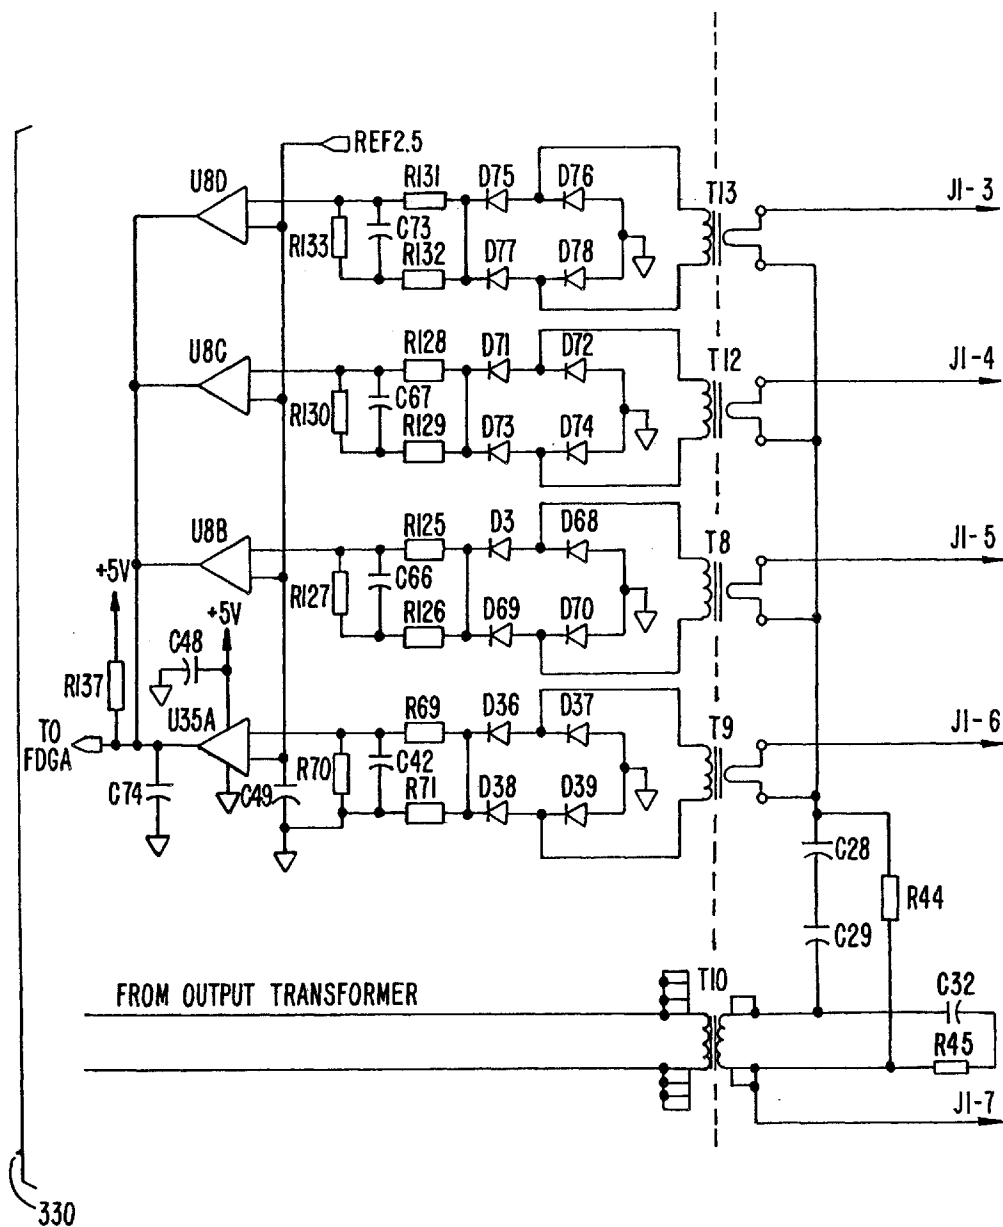 REF2.5
U8D
R131
D75
D76
T13
J1-3
R133
C73
R132
D77
D78
U8C
R128
D71
D72
T12
J1-4
R130
C67
R129
D73
D74
U8B
R125
D3
D68
T8
J1-5
+5V
R127
C66
R126
D69
D70
+5V
C48
R137
U35A
R69
D36
D37
T9
J1-6
TO
FDGA
R70
C42
C74
C49
R71
D38
D39
C28
R44
C29
FROM OUTPUT TRANSFORMER
T10
C32
R45
J1-7
330